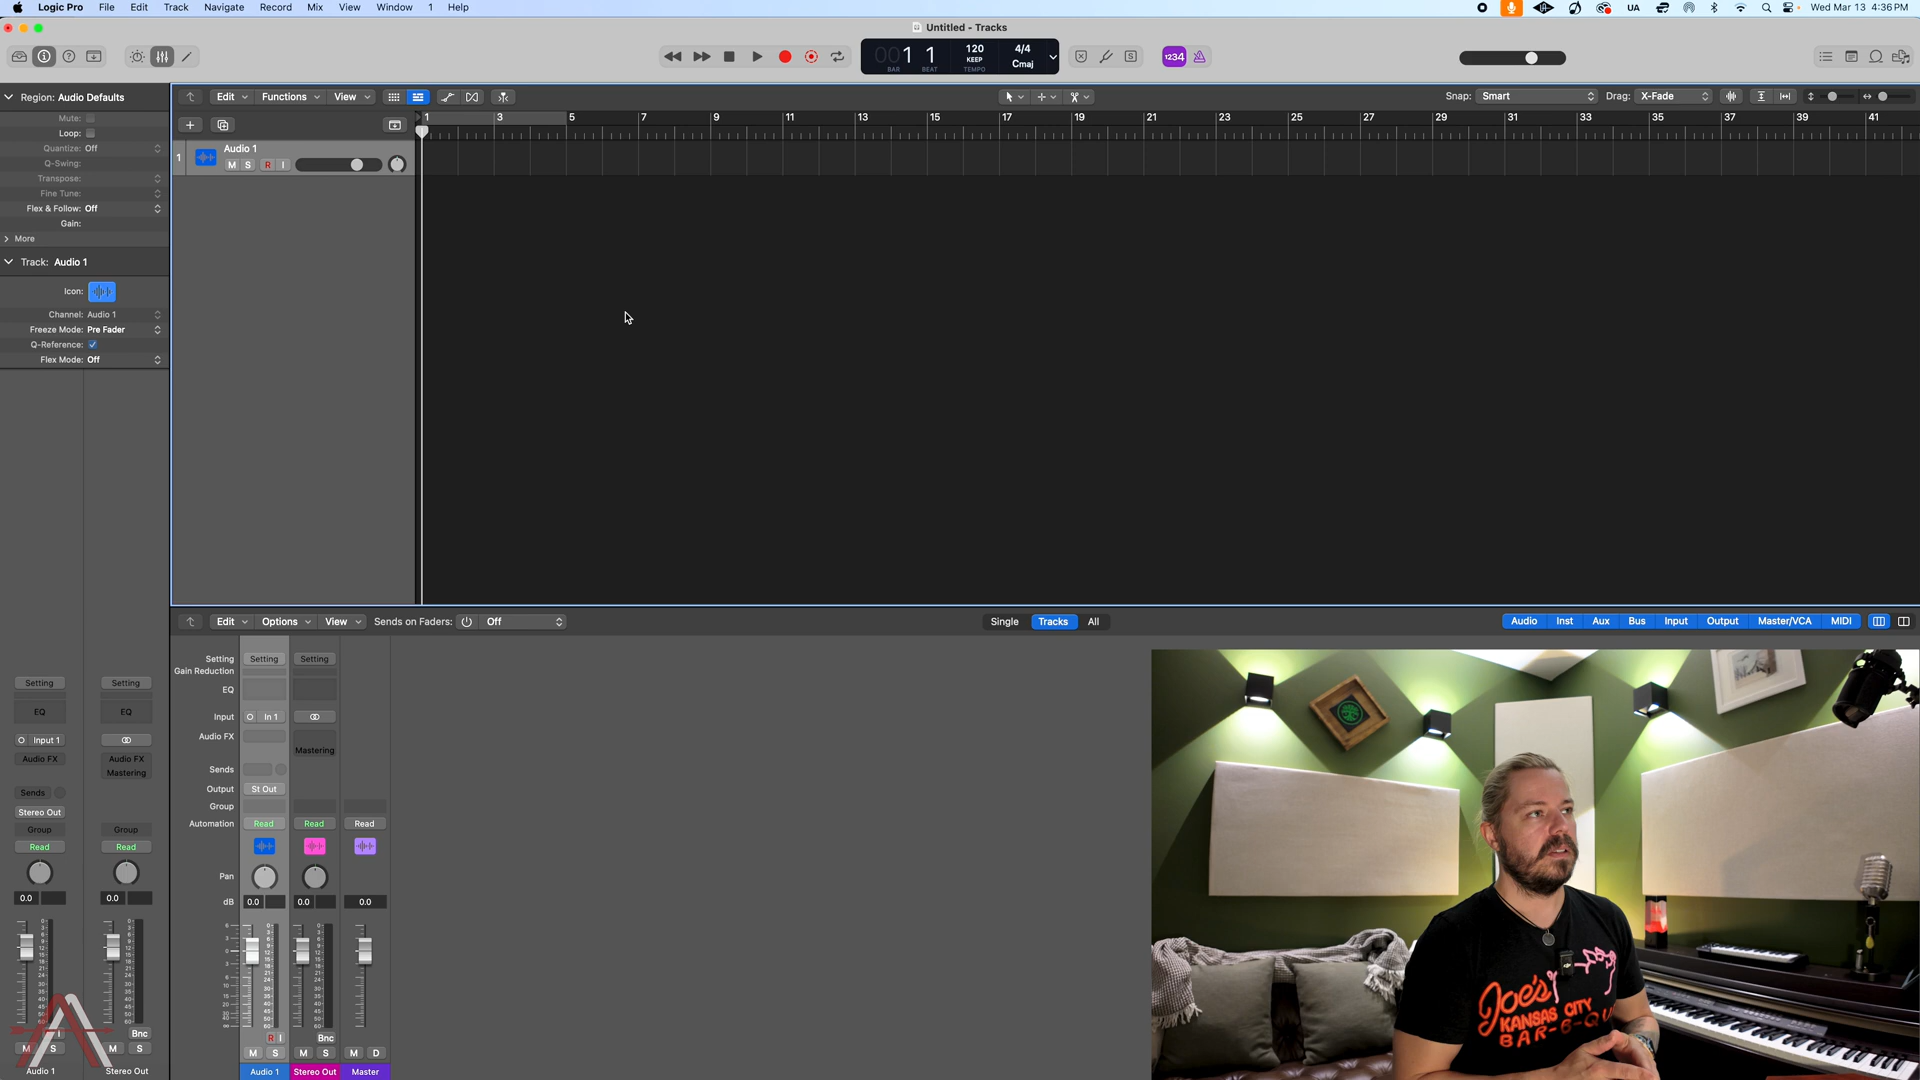 Logic Pro File Edit Track Navigate Record Mix View Window 1 Help UA Wed Mar 13 4:36 PM
Untitled - Tracks
001 1 120 KEEP 4/4 Cmaj
BAR BEAT TEMPO
1234
Region: Audio Defaults
Edit Functions View
Snap: Smart Drag: X-Fade
Mute:
Loop:
Quantize: Off
Q-Swing:
Transpose:
Fine Tune:
Flex & Follow: Off
Gain:
More
Track: Audio 1
Icon:
Channel: Audio 1
Freeze Mode: Pre Fader
Q-Reference:
Flex Mode: Off
1 3 5 7 9 11 13 15 17 19 21 23 25 27 29 31 33 35 37 39 41
1 Audio 1
M S R I
Edit Options View Sends on Faders: Off Single Tracks All Audio Inst Aux Bus Input Output Master/VCA MIDI
Setting Setting Setting
Gain Reduction
EQ
Input In 1
Audio FX
Mastering
Sends
Output St Out
Group
Automation Read Read Read
Pan
dB 0.0 0.0 0.0
R I Bnc
M S M S M D
Audio 1 Stereo Out Master
Setting Setting
EQ EQ
Input 1
Audio FX Audio FX
Mastering
Sends
Stereo Out
Group Group
Read Read
0.0 0.0
I Bnc
M S M S
Audio 1 Stereo Out
Joe's
KANSAS CITY
BAR-B-QU